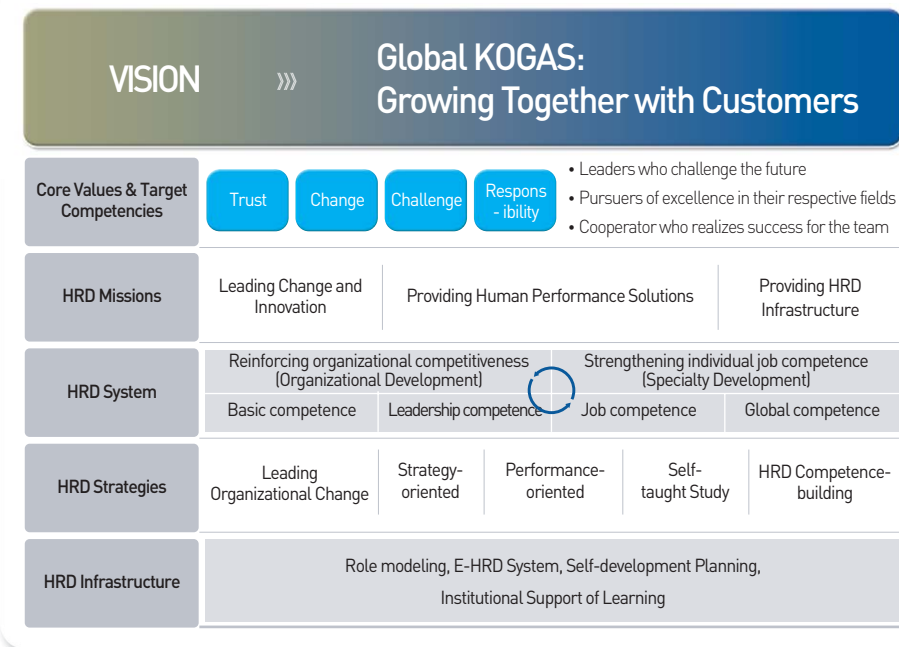 VISION
》》
Global KOGAS:
Growing Together with Customers
Core Values & Target
Competencies
Trust
Change
Challenge
Respons
- ibility
• Leaders who challenge the future
• Pursuers of excellence in their respective fields
• Cooperator who realizes success for the team
HRD Missions
Leading Change and
Innovation
Providing Human Performance Solutions
Providing HRD
Infrastructure
HRD System
Reinforcing organizational competitiveness
(Organizational Development)
Strengthening individual job competence
(Specialty Development)
Basic competence
Leadership competence
Job competence
Global competence
HRD Strategies
Leading
Organizational Change
Strategy-
oriented
Performance-
oriented
Self-
taught Study
HRD Competence-
building
HRD Infrastructure
Role modeling, E-HRD System, Self-development Planning,
Institutional Support of Learning